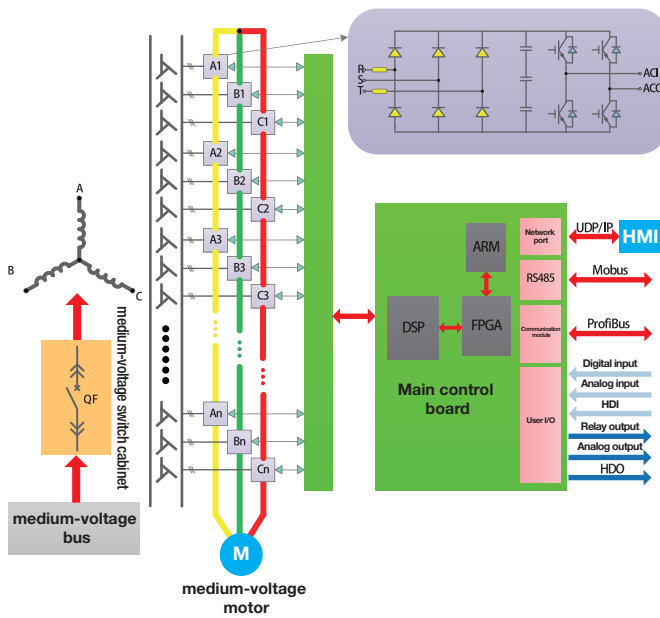 A
B
C
QF
medium-voltage switch cabinet
medium-voltage
bus
A1
B1
C1
A2
B2
C2
A3
B3
C3
An
Bn
Cn
M
medium-voltage
motor
R
S
T
ACI
ACO
DSP
ARM
FPGA
Main control
board
Network
port
RS485
Communication
module
User I/O
UDP/IP
HMI
Mobus
ProfiBus
Digital input
Analog input
HDI
Relay output
Analog output
HDO